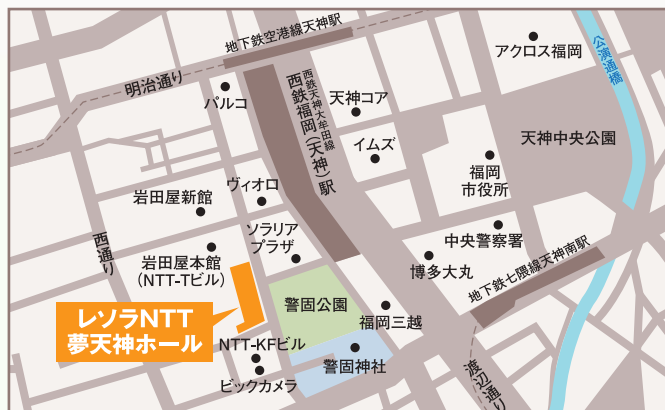 地下鉄空港線天神駅
アクロス福岡
公演通橋
明治通り
パルコ
西鉄天神大牟田線
西鉄福岡(天神)駅
天神コア
天神中央公園
イムズ
福岡
市役所
ヴィオロ
岩田屋新館
西通り
ソラリア
プラザ
中央警察署
岩田屋本館
(NTT-Tビル)
博多大丸
地下鉄七隈線天神南駅
警固公園
福岡三越
レソラNTT
夢天神ホール
NTT-KFビル
警固神社
ビックカメラ
渡辺通り